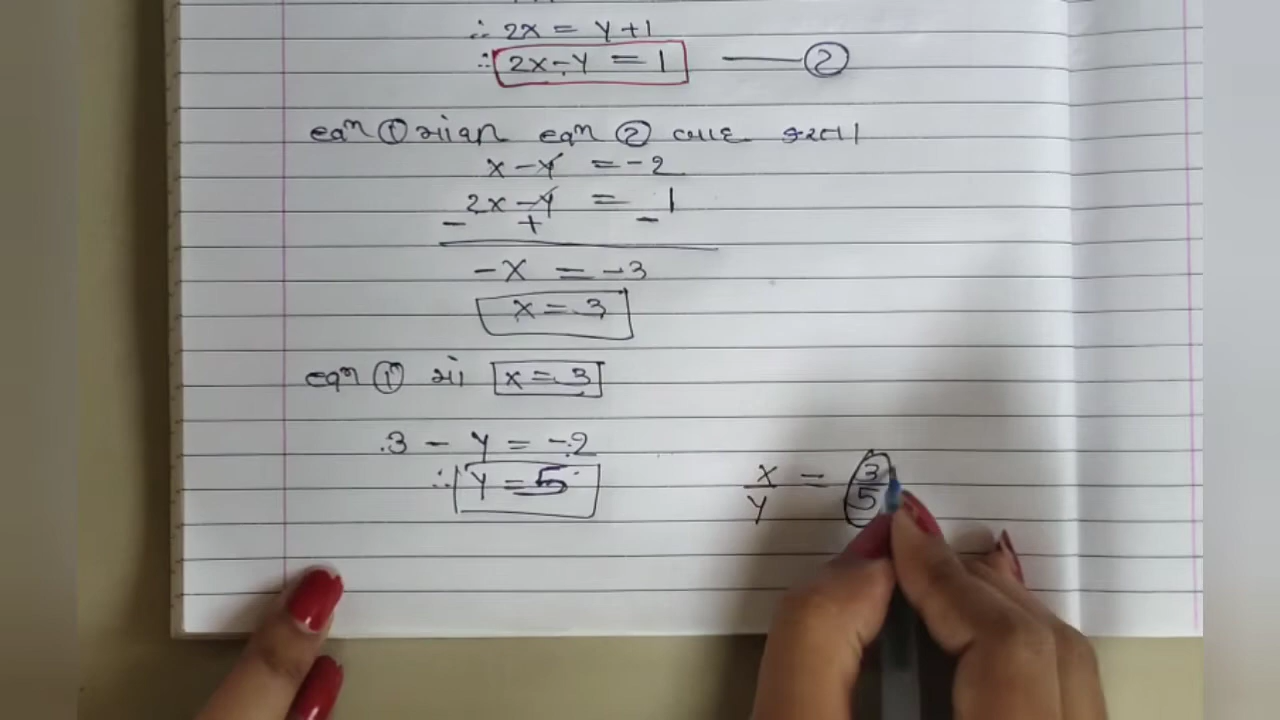 ∴ 2x = y+1
∴ 2x-y = 1 —— ②
eqn ① માંથી eqn ② બાદ કરતા
x - y = -2
2x - y = 1
- + -
-x = -3
x = 3
eqn ① માં x = 3
3 - y = -2
∴ y = 5
x/y = 3/5